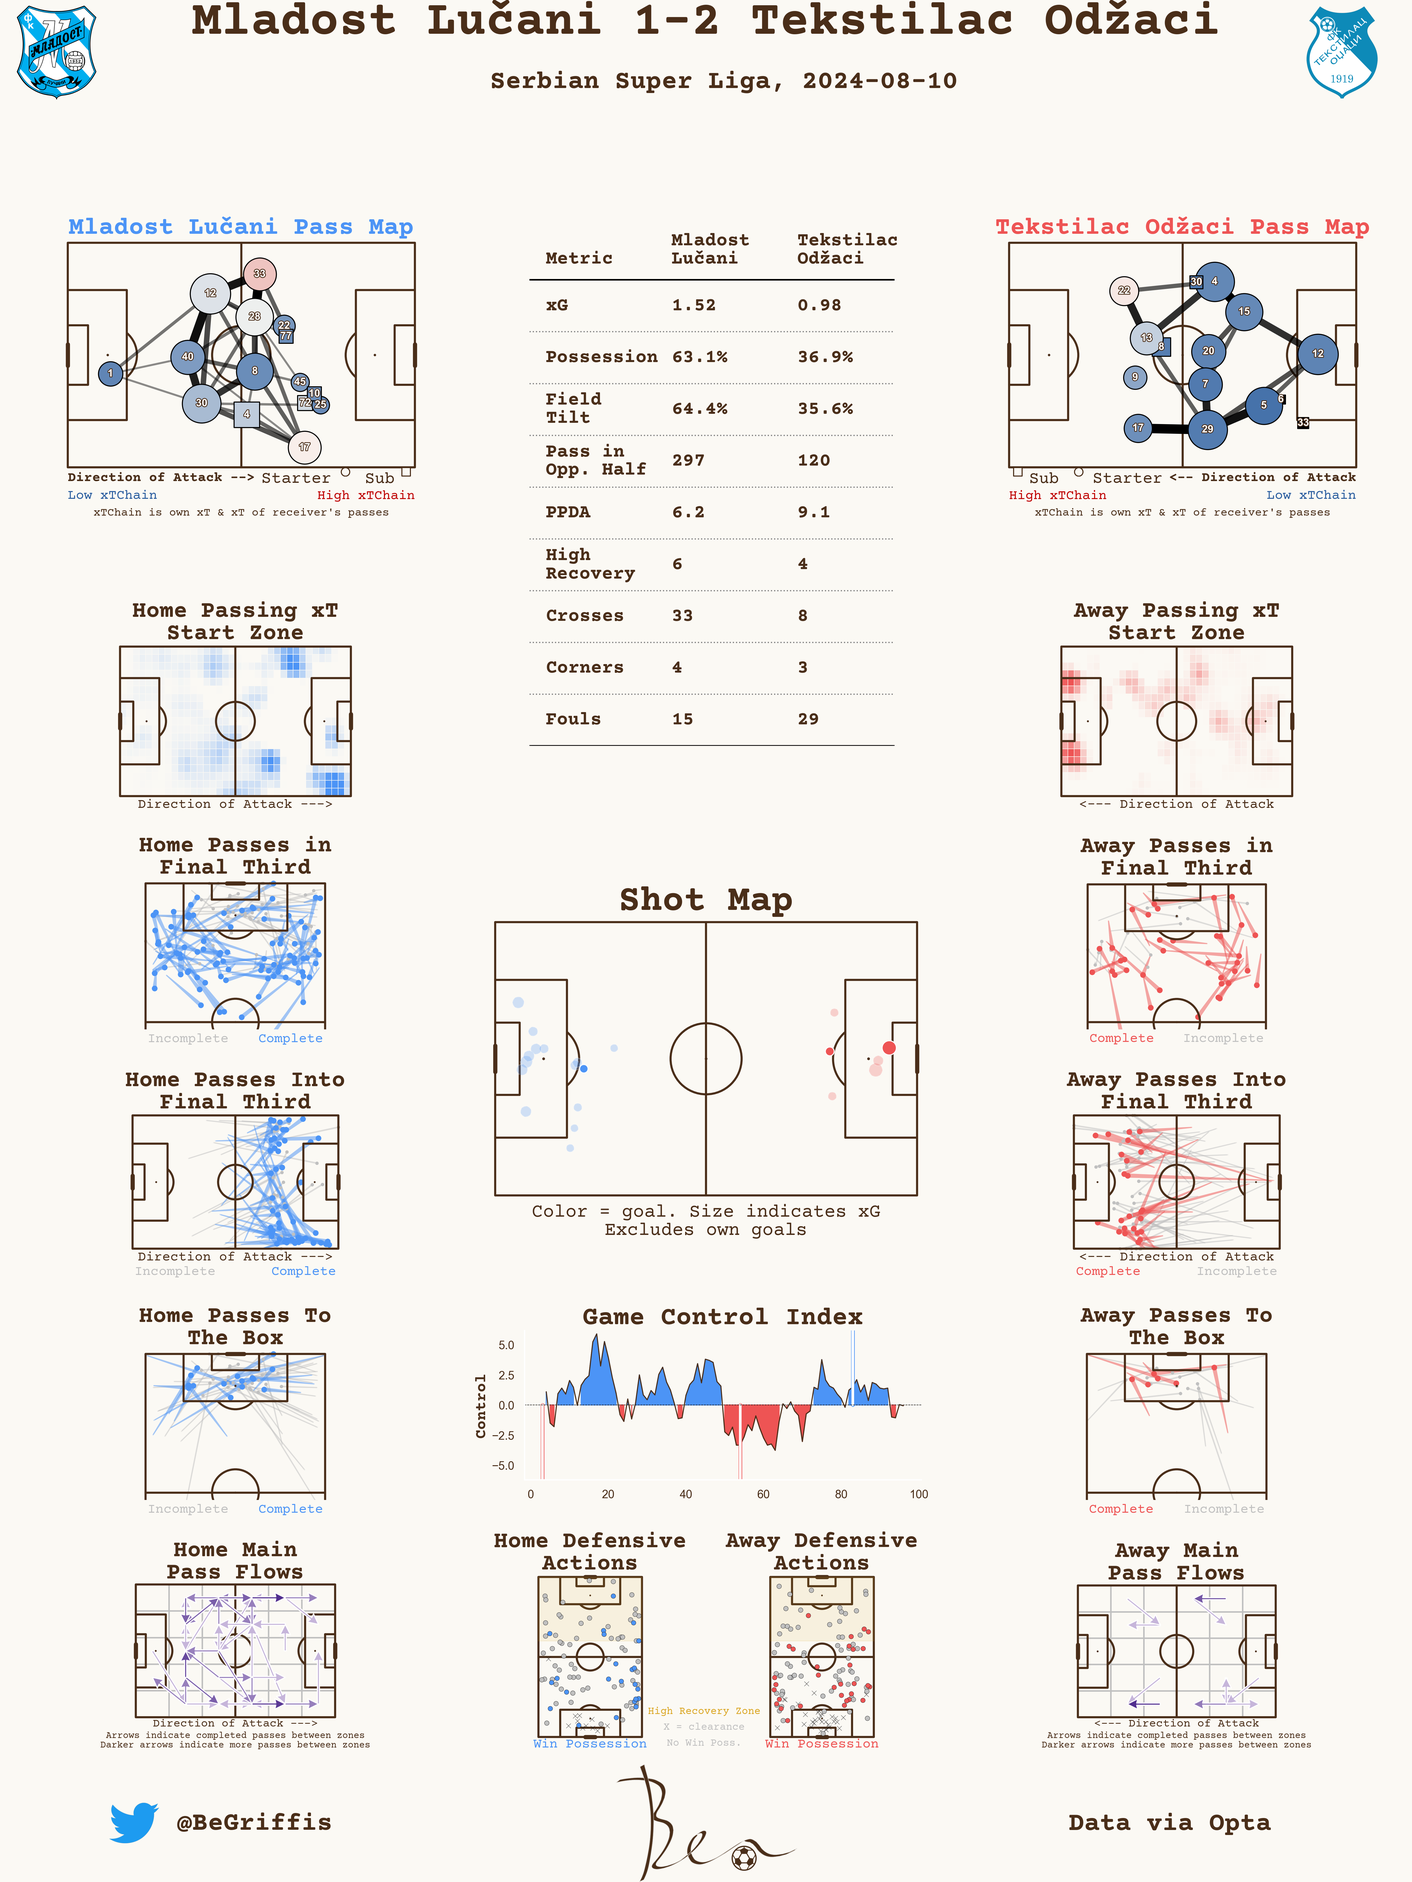 Mladost Lučani 1-2 Tekstilac Odžaci
Serbian Super Liga, 2024-08-10
ФК
МЛАДОСТ
ЛУЧАНИ
ФК
ТЕКСТИЛАЦ
ОЏАЦИ
1919
Mladost Lučani Pass Map
33
12
28
22
77
40
1
8
45
10
30
72
25
4
17
Direction of Attack --> Starter Sub
Low xTChain High xTChain
xTChain is own xT & xT of receiver's passes
Metric Mladost Lučani Tekstilac Odžaci
xG 1.52 0.98
Possession 63.1% 36.9%
Field Tilt 64.4% 35.6%
Pass in Opp. Half 297 120
PPDA 6.2 9.1
High Recovery 6 4
Crosses 33 8
Corners 4 3
Fouls 15 29
Tekstilac Odžaci Pass Map
22
30
4
15
13
8
20
12
9
7
6
5
17
29
33
Sub Starter <-- Direction of Attack
High xTChain Low xTChain
xTChain is own xT & xT of receiver's passes
Home Passing xT
Start Zone
Direction of Attack --->
Away Passing xT
Start Zone
<--- Direction of Attack
Home Passes in
Final Third
Incomplete Complete
Away Passes in
Final Third
Complete Incomplete
Shot Map
Color = goal. Size indicates xG
Excludes own goals
Home Passes Into
Final Third
Direction of Attack --->
Incomplete Complete
Away Passes Into
Final Third
<--- Direction of Attack
Complete Incomplete
Home Passes To
The Box
Incomplete Complete
Game Control Index
Control
5.0
2.5
0.0
−2.5
−5.0
0 20 40 60 80 100
Away Passes To
The Box
Complete Incomplete
Home Main
Pass Flows
Direction of Attack --->
Arrows indicate completed passes between zones
Darker arrows indicate more passes between zones
Home Defensive
Actions
Win Possession
High Recovery Zone
X = clearance
No Win Poss.
Away Defensive
Actions
Win Possession
Away Main
Pass Flows
<--- Direction of Attack
Arrows indicate completed passes between zones
Darker arrows indicate more passes between zones
@BeGriffis
Ben
Data via Opta